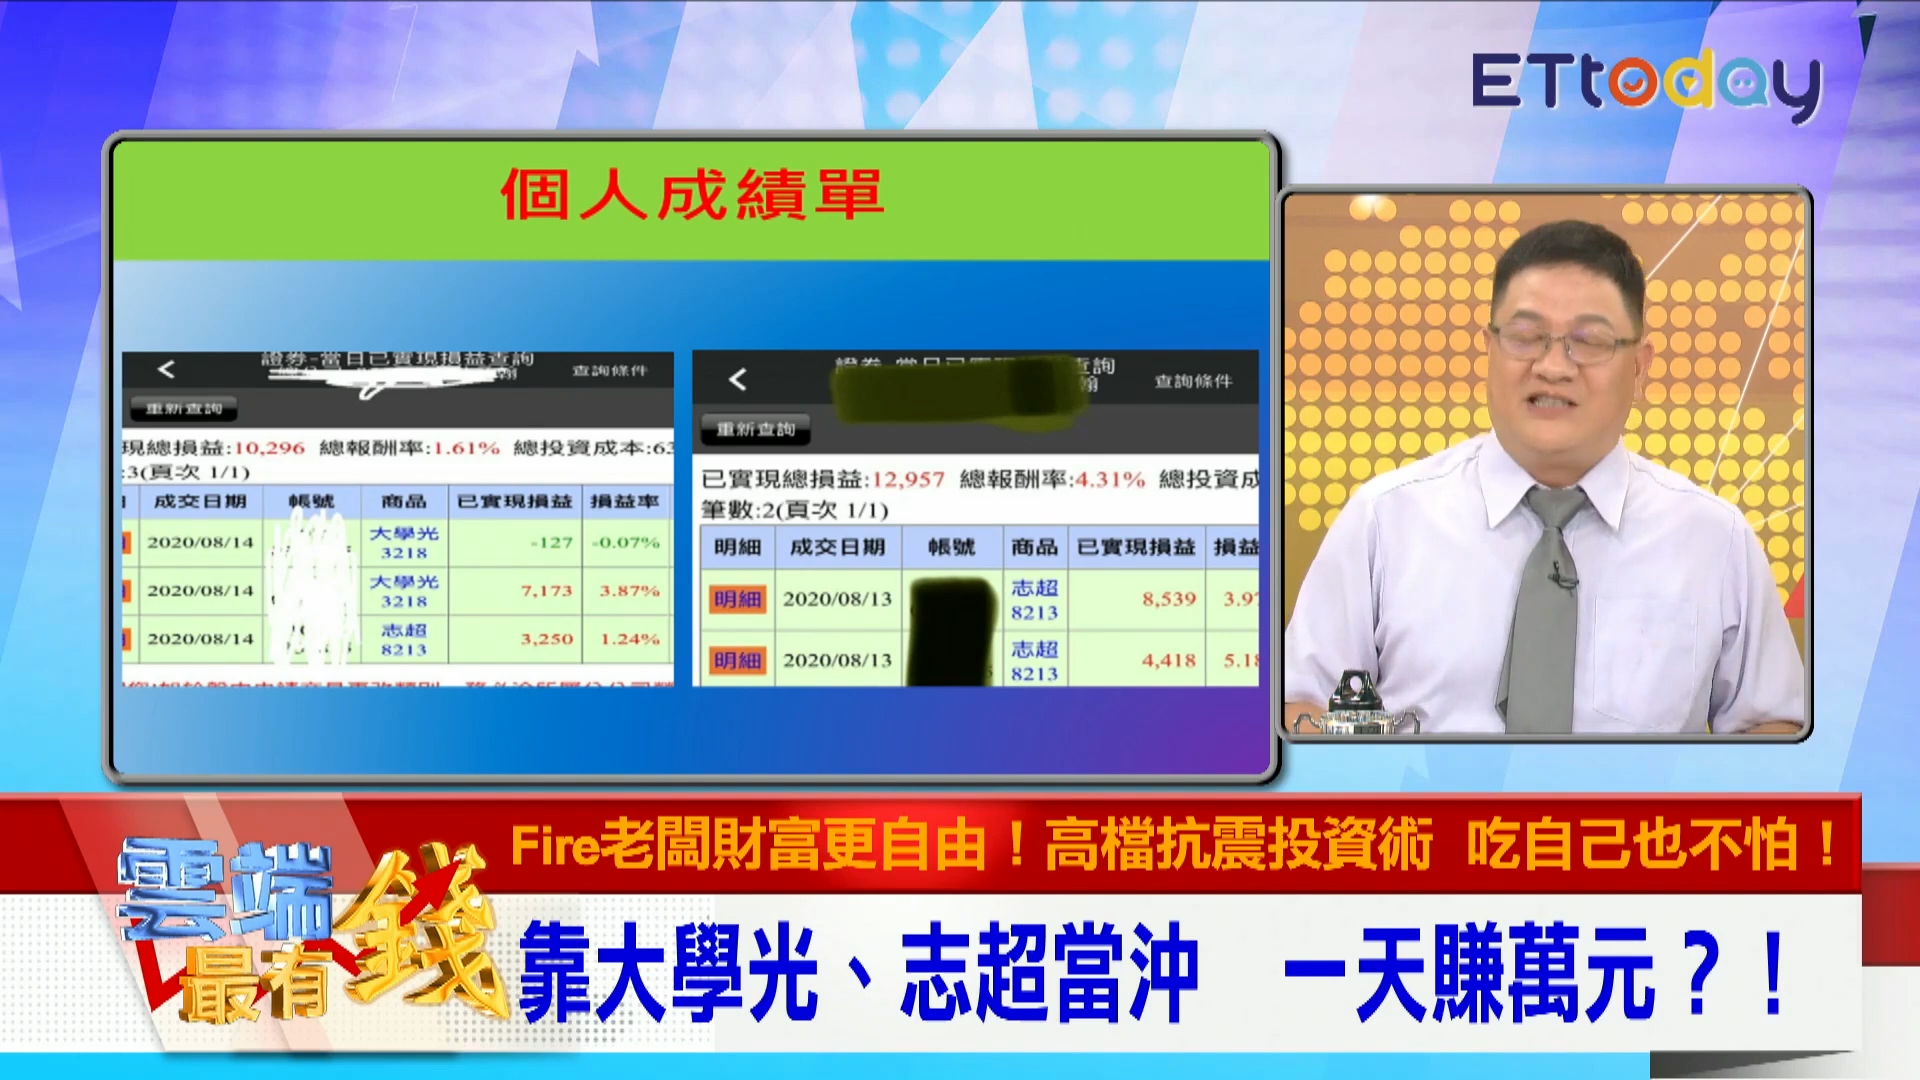 ETtoday
個人成績單
查詢條件
重新查詢
現總損益:10,296 總報酬率:1.61% 總投資成本:63
:3(頁次 1/1)
成交日期 帳號 商品 已實現損益 損益率
2020/08/14 大學光 3218 -127 -0.07%
2020/08/14 大學光 3218 7,173 3.87%
2020/08/14 志超 8213 3,250 1.24%
查詢條件
重新查詢
已實現總損益:12,957 總報酬率:4.31% 總投資成
筆數:2(頁次 1/1)
明細 成交日期 帳號 商品 已實現損益 損益
明細 2020/08/13 志超 8213 8,539 3.97
明細 2020/08/13 志超 8213 4,418 5.18
雲端最有錢
Fire老闆財富更自由！高檔抗震投資術 吃自己也不怕！
靠大學光、志超當沖 一天賺萬元？！